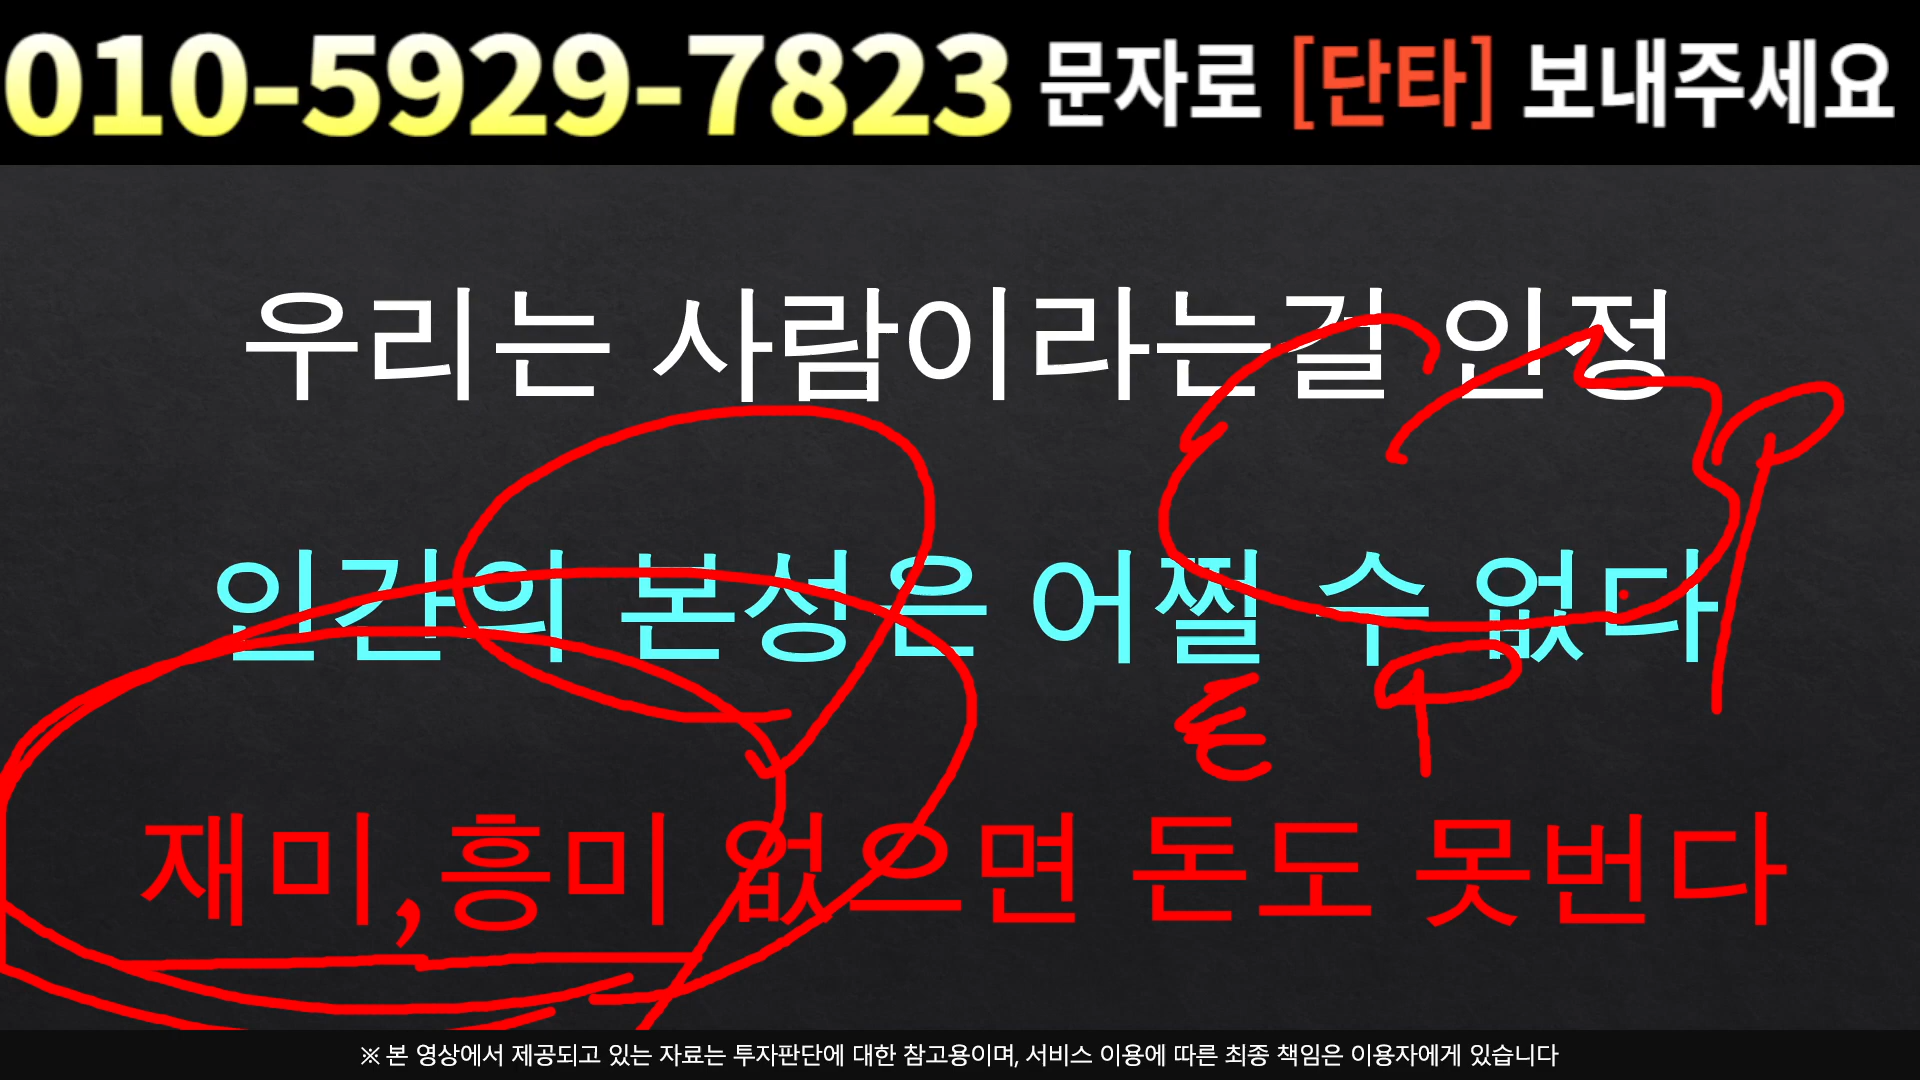 010-5929-7823 문자로 [단타] 보내주세요
우리는 사람이라는걸 인정
인간의 본성은 어쩔 수 없다
재미,흥미 없으면 돈도 못번다
※ 본 영상에서 제공되고 있는 자료는 투자판단에 대한 참고용이며, 서비스 이용에 따른 최종 책임은 이용자에게 있습니다